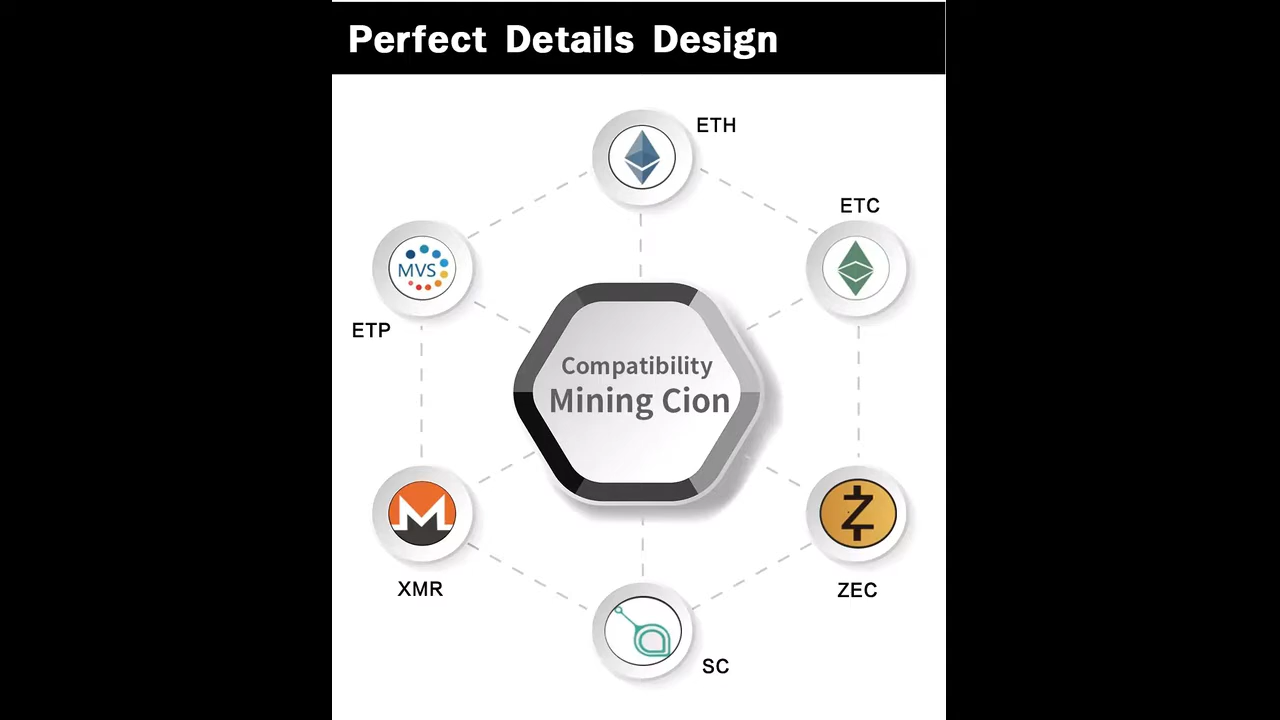 Perfect Details Design
ETH
ETC
MVS
ETP
Compatibility
Mining Cion
XMR
ZEC
SC